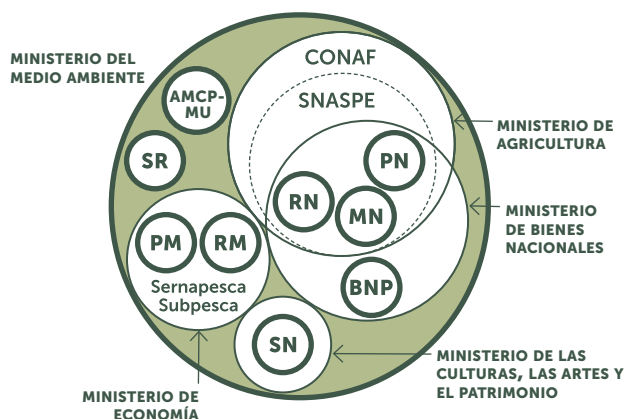 MINISTERIO DEL
MEDIO AMBIENTE
CONAF
SNASPE
AMCP-
MU
SR
MINISTERIO DE
AGRICULTURA
PN
RN
MN
MINISTERIO
DE BIENES
NACIONALES
PM
RM
Sernapesca
Subpesca
BNP
SN
MINISTERIO DE LAS
CULTURAS, LAS ARTES Y
EL PATRIMONIO
MINISTERIO DE
ECONOMÍA